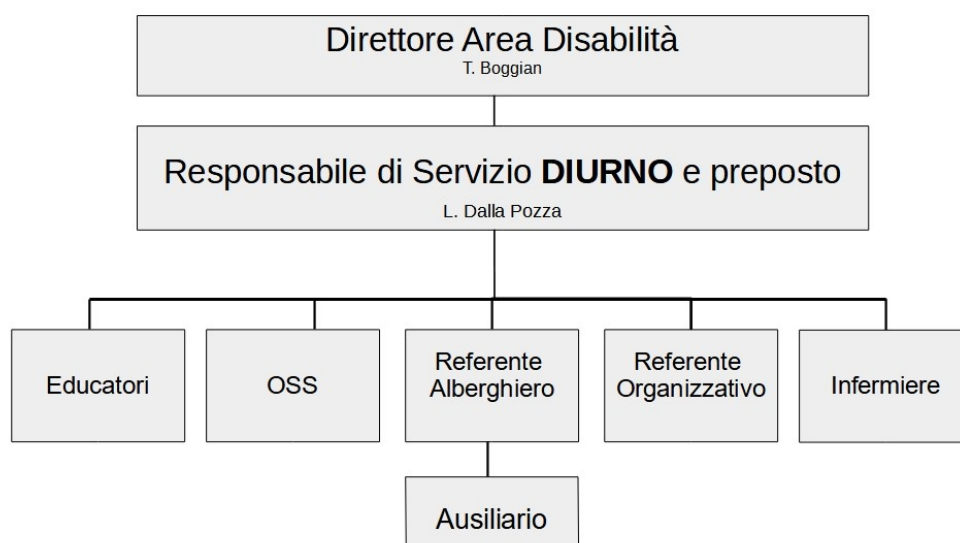 Direttore Area Disabilità
T. Boggian
Responsabile di Servizio DIURNO e preposto
L. Dalla Pozza
Educatori
OSS
Referente
Alberghiero
Referente
Organizzativo
Infermiere
Ausiliario